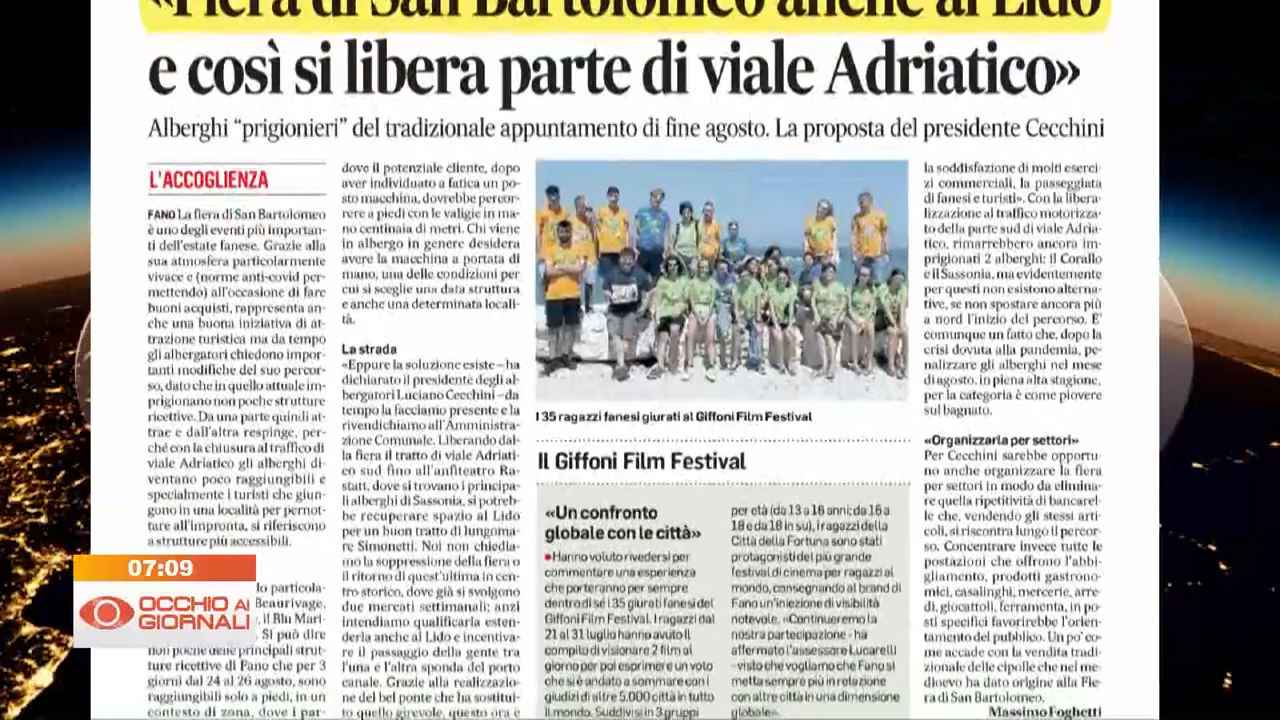 «Fiera di San Bartolomeo anche al Lido
e così si libera parte di viale Adriatico»
Alberghi “prigionieri” del tradizionale appuntamento di fine agosto. La proposta del presidente Cecchini
L'ACCOGLIENZA
FANO La fiera di San Bartolomeo
è uno degli eventi più importan-
ti dell'estate fanese. Grazie alla
sua atmosfera particolarmente
vivace e (norme anti-covid per-
mettendo) all'occasione di fare
buoni acquisti, rappresenta an-
che una buona iniziativa di at-
trazione turistica ma da tempo
gli albergatori chiedono impor-
tanti modifiche del suo percor-
so, dato che in quello attuale im-
prigionano non poche strutture
ricettive. Da una parte quindi at-
trae e dall'altra respinge, per-
ché con la chiusura al traffico di
viale Adriatico gli alberghi di-
ventano poco raggiungibili e
specialmente i turisti che giun-
gono in una località per pernot-
tare all'impronta, si riferiscono
a strutture più accessibili.
lo particola-
Beaurivage,
, il Blu Mari-
. Si può dire
non poche delle principali strut-
ture ricettive di Fano che per 3
giorni dal 24 al 26 agosto, sono
raggiungibili solo a piedi, in un
contesto di zona, dove i par-
dove il potenziale cliente, dopo
aver individuato a fatica un po-
sto macchina, dovrebbe percor-
rere a piedi con le valigie in ma-
no centinaia di metri. Chi viene
in albergo in genere desidera
avere la macchina a portata di
mano, una delle condizioni per
cui si sceglie una data struttura
e anche una determinata locali-
tà.
La strada
«Eppure la soluzione esiste – ha
dichiarato il presidente degli al-
bergatori Luciano Cecchini – da
tempo la facciamo presente e la
rivendichiamo all'Amministra-
zione Comunale. Liberando dal-
la fiera il tratto di viale Adriati-
co sud fino all'anfiteatro Ra-
statt, dove si trovano i principa-
li alberghi di Sassonia, si potreb-
be recuperare spazio al Lido
per un buon tratto di lungoma-
re Simonetti. Noi non chiedia-
mo la soppressione della fiera o
il ritorno di quest'ultima in cen-
tro storico, dove già si svolgono
due mercati settimanali: anzi
intendiamo qualificarla esten-
derla anche al Lido e incentiva-
re il passaggio della gente tra
l'una e l'altra sponda del porto
canale. Grazie alla realizzazio-
ne del bel ponte che ha sostitui-
to quello girevole, questo ora è
I 35 ragazzi fanesi giurati al Giffoni Film Festival
Il Giffoni Film Festival
«Un confronto
globale con le città»
●Hanno voluto rivedersi per
commentare una esperienza
che porteranno per sempre
dentro di sé i 35 giurati fanesi del
Giffoni Film Festival. I ragazzi dal
21 al 31 luglio hanno avuto il
compito di visionare 2 film al
giorno per poi esprimere un voto
che si è andato a sommare con i
giudizi di altre 5.000 città in tutto
il mondo. Suddivisi in 3 gruppi
per età (da 13 a 16 anni; da 16 a
18 e da 18 in su), i ragazzi della
Città della Fortuna sono stati
protagonisti del più grande
festival di cinema per ragazzi al
mondo, consegnando al brand di
Fano un'iniezione di visibilità
notevole. «Continueremo la
nostra partecipazione - ha
affermato l'assessore Lucarelli
- visto che vogliamo che Fano si
metta sempre più in relazione
con altre città in una dimensione
globale».
la soddisfazione di molti eserci-
zi commerciali, la passeggiata
di fanesi e turisti». Con la libera-
lizzazione al traffico motorizza-
to della parte sud di viale Adria-
tico, rimarrebbero ancora im-
prigionati 2 alberghi: il Corallo
e il Sassonia, ma evidentemente
per questi non esistono alterna-
tive, se non spostare ancora più
a nord l'inizio del percorso. E'
comunque un fatto che, dopo la
crisi dovuta alla pandemia, pe-
nalizzare gli alberghi nel mese
di agosto, in piena alta stagione,
per la categoria è come piovere
sul bagnato.
«Organizzarla per settori»
Per Cecchini sarebbe opportu-
no anche organizzare la fiera
per settori in modo da elimina-
re quella ripetitività di bancarel-
le che, vendendo gli stessi arti-
coli, si riscontra lungo il percor-
so. Concentrare invece tutte le
postazioni che offrono l'abbi-
gliamento, prodotti gastrono-
mici, casalinghi, mercerie, arre-
di, giocattoli, ferramenta, in po-
sti specifici favorirebbe l'orien-
tamento del pubblico. Un po' co-
me accade con la vendita tradi-
zionale delle cipolle che nel me-
dioevo ha dato origine alla Fie-
ra di San Bartolomeo.
Massimo Foghetti
07:09
OCCHIO AI
GIORNALI